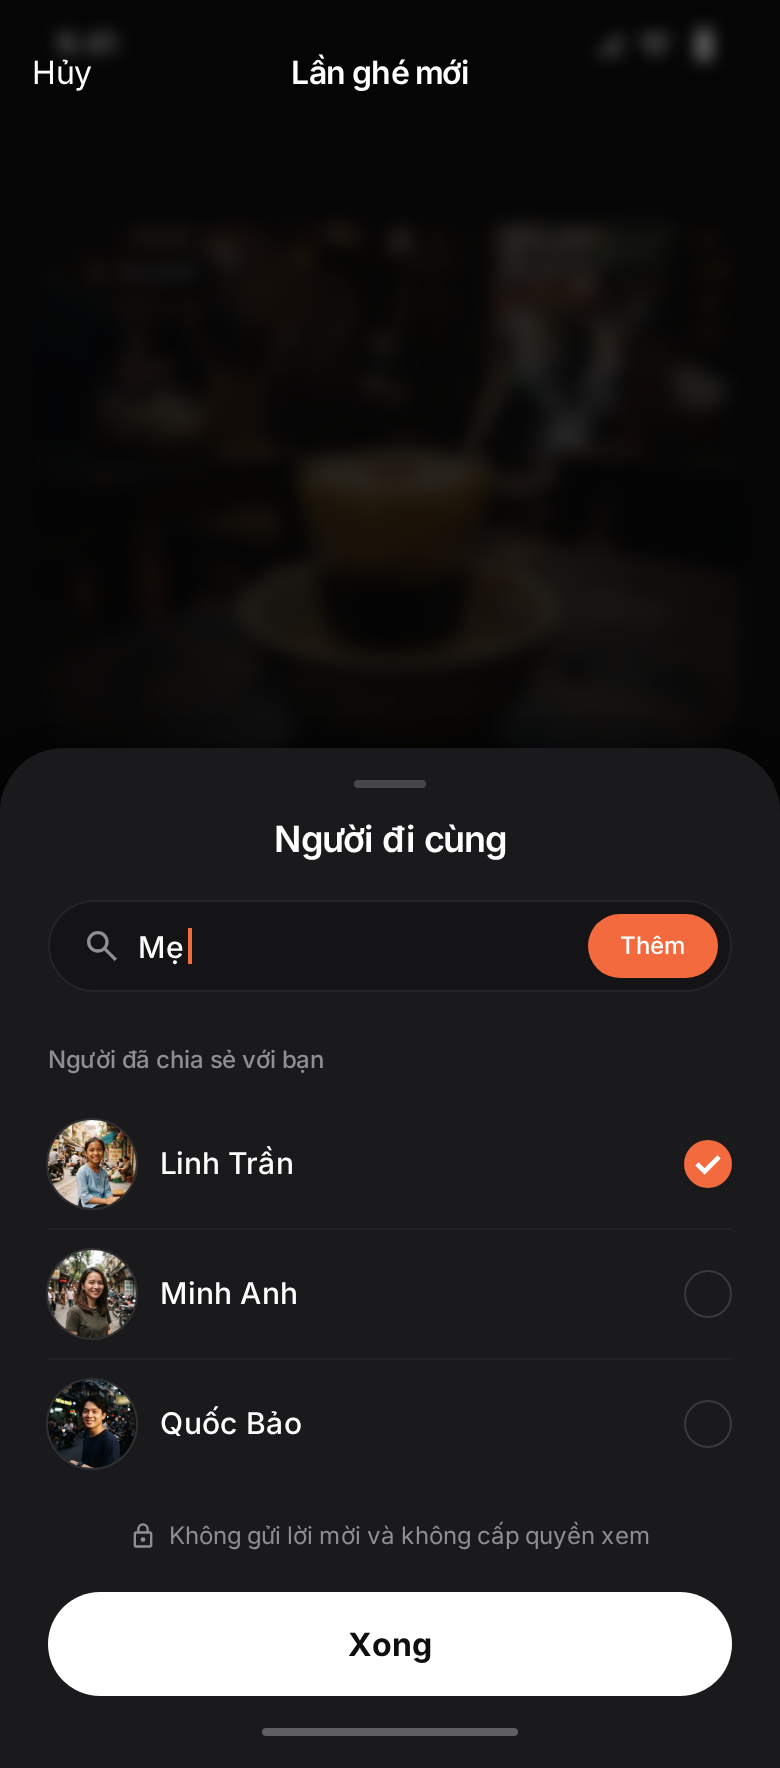 Hủy
Lần ghé mới
Người đi cùng
Mẹ
Thêm
Người đã chia sẻ với bạn
Linh Trần
Minh Anh
Quốc Bảo
Không gửi lời mời và không cấp quyền xem
Xong